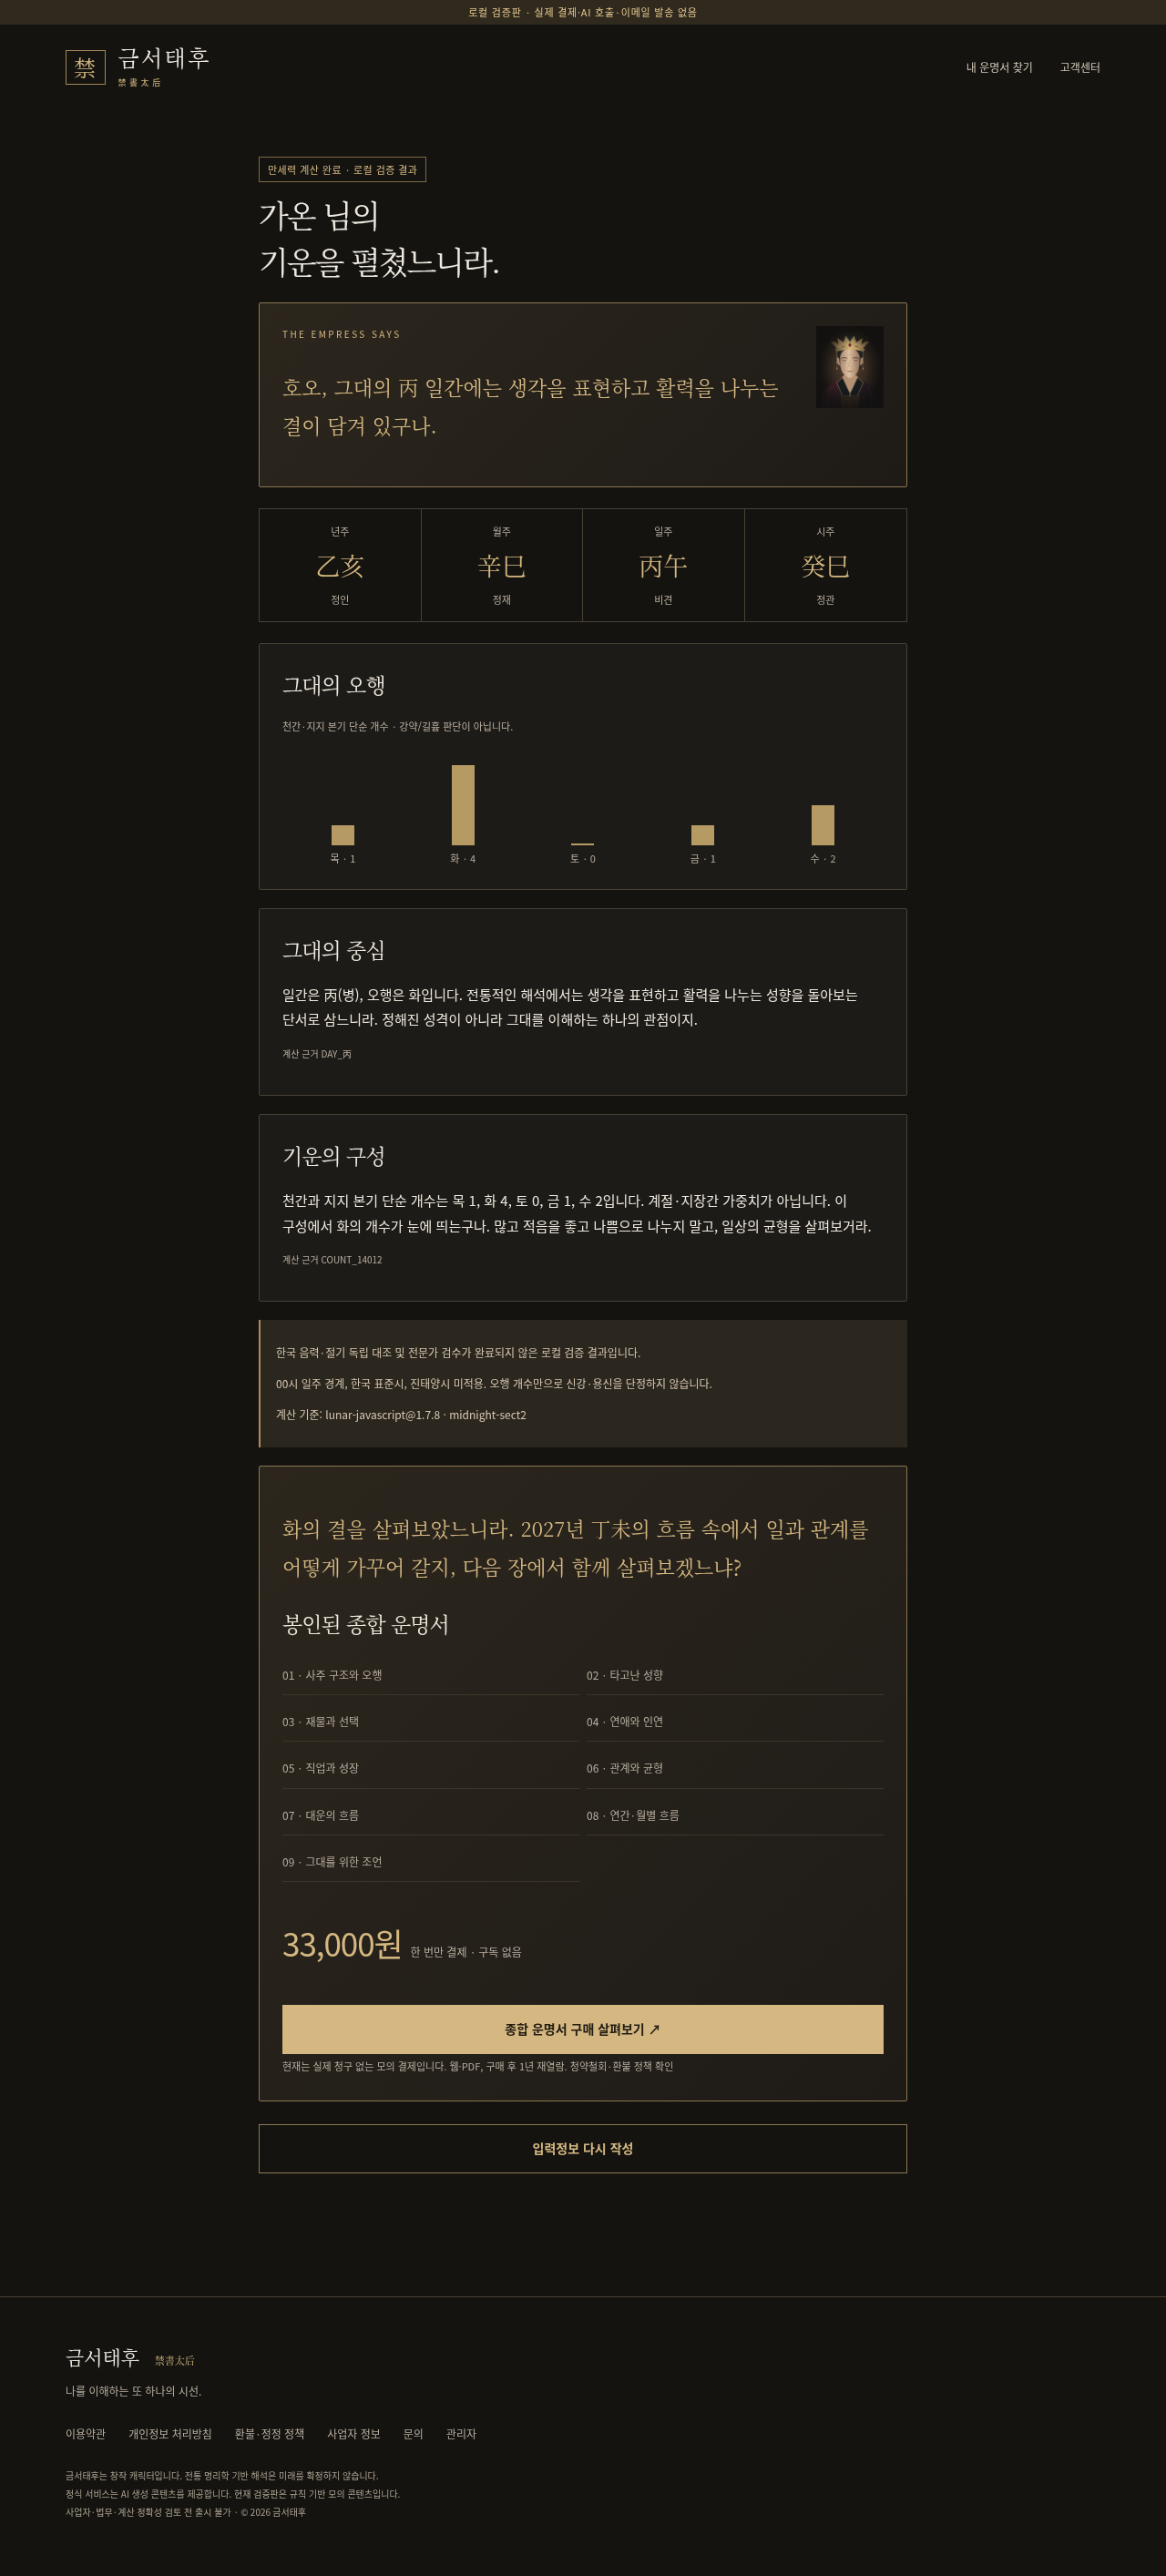 로컬 검증판 · 실제 결제·AI 호출·이메일 발송 없음
禁
금서태후
禁書太后
내 운명서 찾기
고객센터
만세력 계산 완료 · 로컬 검증 결과
가온 님의
기운을 펼쳤느니라.
THE EMPRESS SAYS
호오, 그대의 丙 일간에는 생각을 표현하고 활력을 나누는
결이 담겨 있구나.
년주
월주
일주
시주
乙亥
辛巳
丙午
癸巳
정인
정재
비견
정관
그대의 오행
천간·지지 본기 단순 개수 · 강약/길흉 판단이 아닙니다.
목 · 1
화 · 4
토 · 0
금 · 1
수 · 2
그대의 중심
일간은 丙(병), 오행은 화입니다. 전통적인 해석에서는 생각을 표현하고 활력을 나누는 성향을 돌아보는
단서로 삼느니라. 정해진 성격이 아니라 그대를 이해하는 하나의 관점이지.
계산 근거 DAY_丙
기운의 구성
천간과 지지 본기 단순 개수는 목 1, 화 4, 토 0, 금 1, 수 2입니다. 계절·지장간 가중치가 아닙니다. 이
구성에서 화의 개수가 눈에 띄는구나. 많고 적음을 좋고 나쁨으로 나누지 말고, 일상의 균형을 살펴보거라.
계산 근거 COUNT_14012
한국 음력·절기 독립 대조 및 전문가 검수가 완료되지 않은 로컬 검증 결과입니다.
00시 일주 경계, 한국 표준시, 진태양시 미적용. 오행 개수만으로 신강·용신을 단정하지 않습니다.
계산 기준: lunar-javascript@1.7.8 · midnight-sect2
화의 결을 살펴보았느니라. 2027년 丁未의 흐름 속에서 일과 관계를
어떻게 가꾸어 갈지, 다음 장에서 함께 살펴보겠느냐?
봉인된 종합 운명서
01 · 사주 구조와 오행
02 · 타고난 성향
03 · 재물과 선택
04 · 연애와 인연
05 · 직업과 성장
06 · 관계와 균형
07 · 대운의 흐름
08 · 연간·월별 흐름
09 · 그대를 위한 조언
33,000원 한 번만 결제 · 구독 없음
종합 운명서 구매 살펴보기 ↗
현재는 실제 청구 없는 모의 결제입니다. 웹·PDF, 구매 후 1년 재열람. 청약철회·환불 정책 확인
입력정보 다시 작성
금서태후 禁書太后
나를 이해하는 또 하나의 시선.
이용약관
개인정보 처리방침
환불·정정 정책
사업자 정보
문의
관리자
금서태후는 창작 캐릭터입니다. 전통 명리학 기반 해석은 미래를 확정하지 않습니다.
정식 서비스는 AI 생성 콘텐츠를 제공합니다. 현재 검증판은 규칙 기반 모의 콘텐츠입니다.
사업자·법무·계산 정확성 검토 전 출시 불가 · © 2026 금서태후